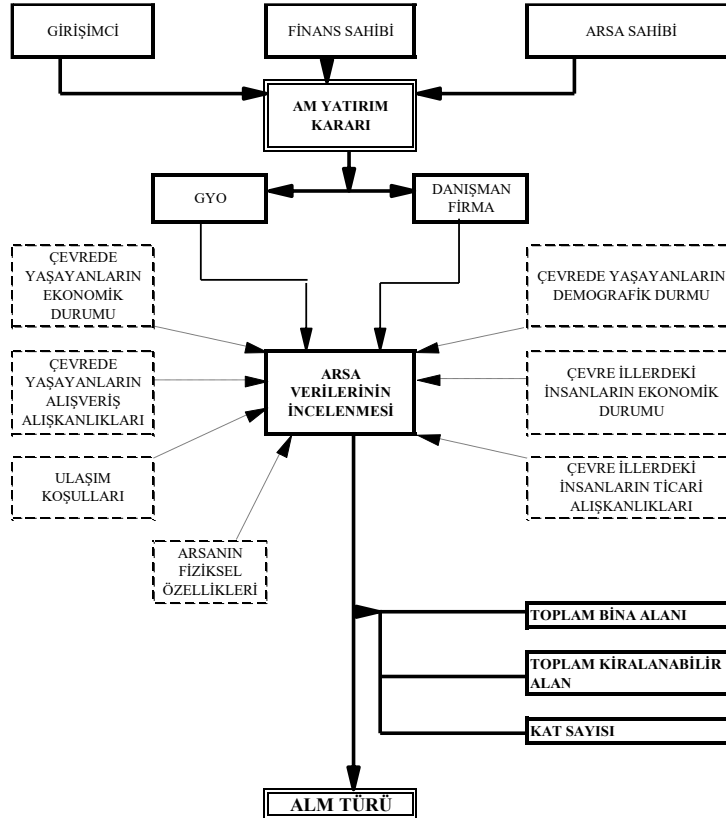 GİRİŞİMCİ
FİNANS SAHİBİ
ARSA SAHİBİ
AM YATIRIM
KARARI
GYO
DANIŞMAN
FİRMA
ÇEVREDE
YAŞAYANLARIN
EKONOMİK
DURUMU
ÇEVREDE YAŞAYANLARIN
DEMOGRAFİK DURMU
ÇEVREDE
YAŞAYANLARIN
ALIŞVERİŞ
ALIŞKANLIKLARI
ARSA
VERİLERİNİN
İNCELENMESİ
ÇEVRE İLLERDEKİ
İNSANLARIN EKONOMİK
DURUMU
ULAŞIM
KOŞULLARI
ÇEVRE İLLERDEKİ
İNSANLARIN TİCARİ
ALIŞKANLIKLARI
ARSANIN
FİZİKSEL
ÖZELLİKLERİ
TOPLAM BİNA ALANI
TOPLAM KİRALANABİLİR
ALAN
KAT SAYISI
ALM TÜRÜ